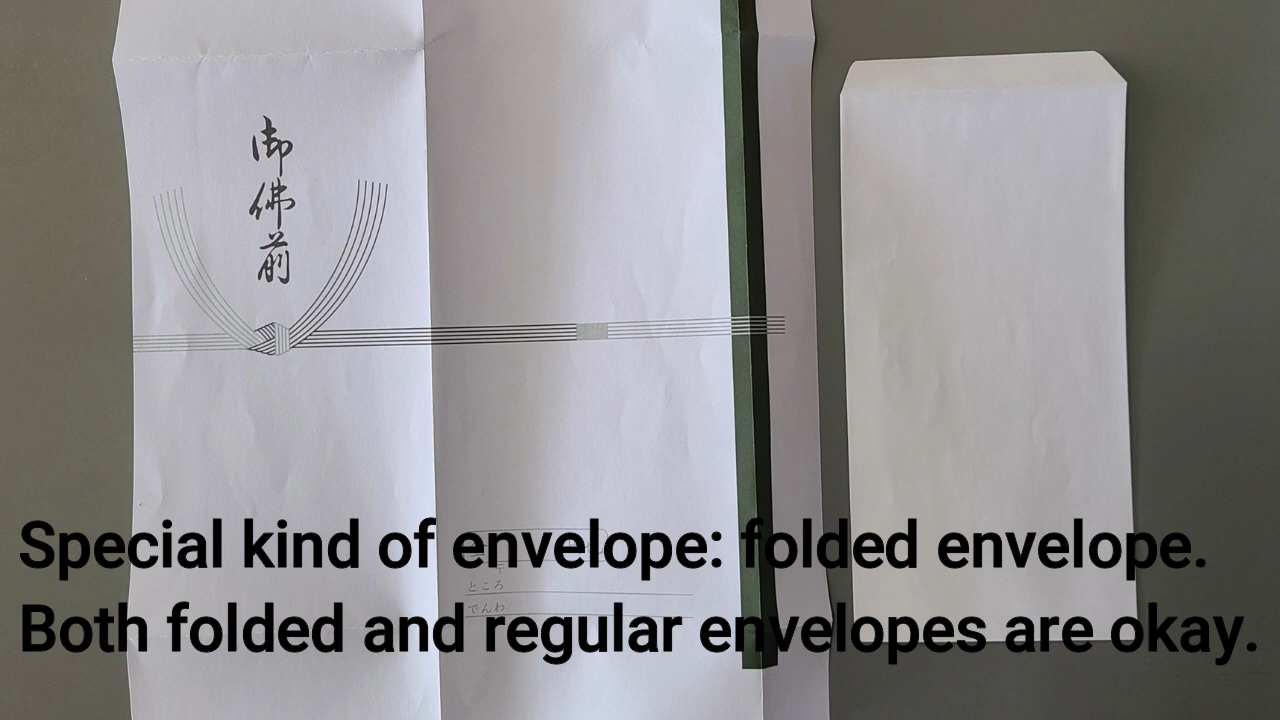 御佛前
ところ
でんわ
Special kind of envelope: folded envelope.
Both folded and regular envelopes are okay.